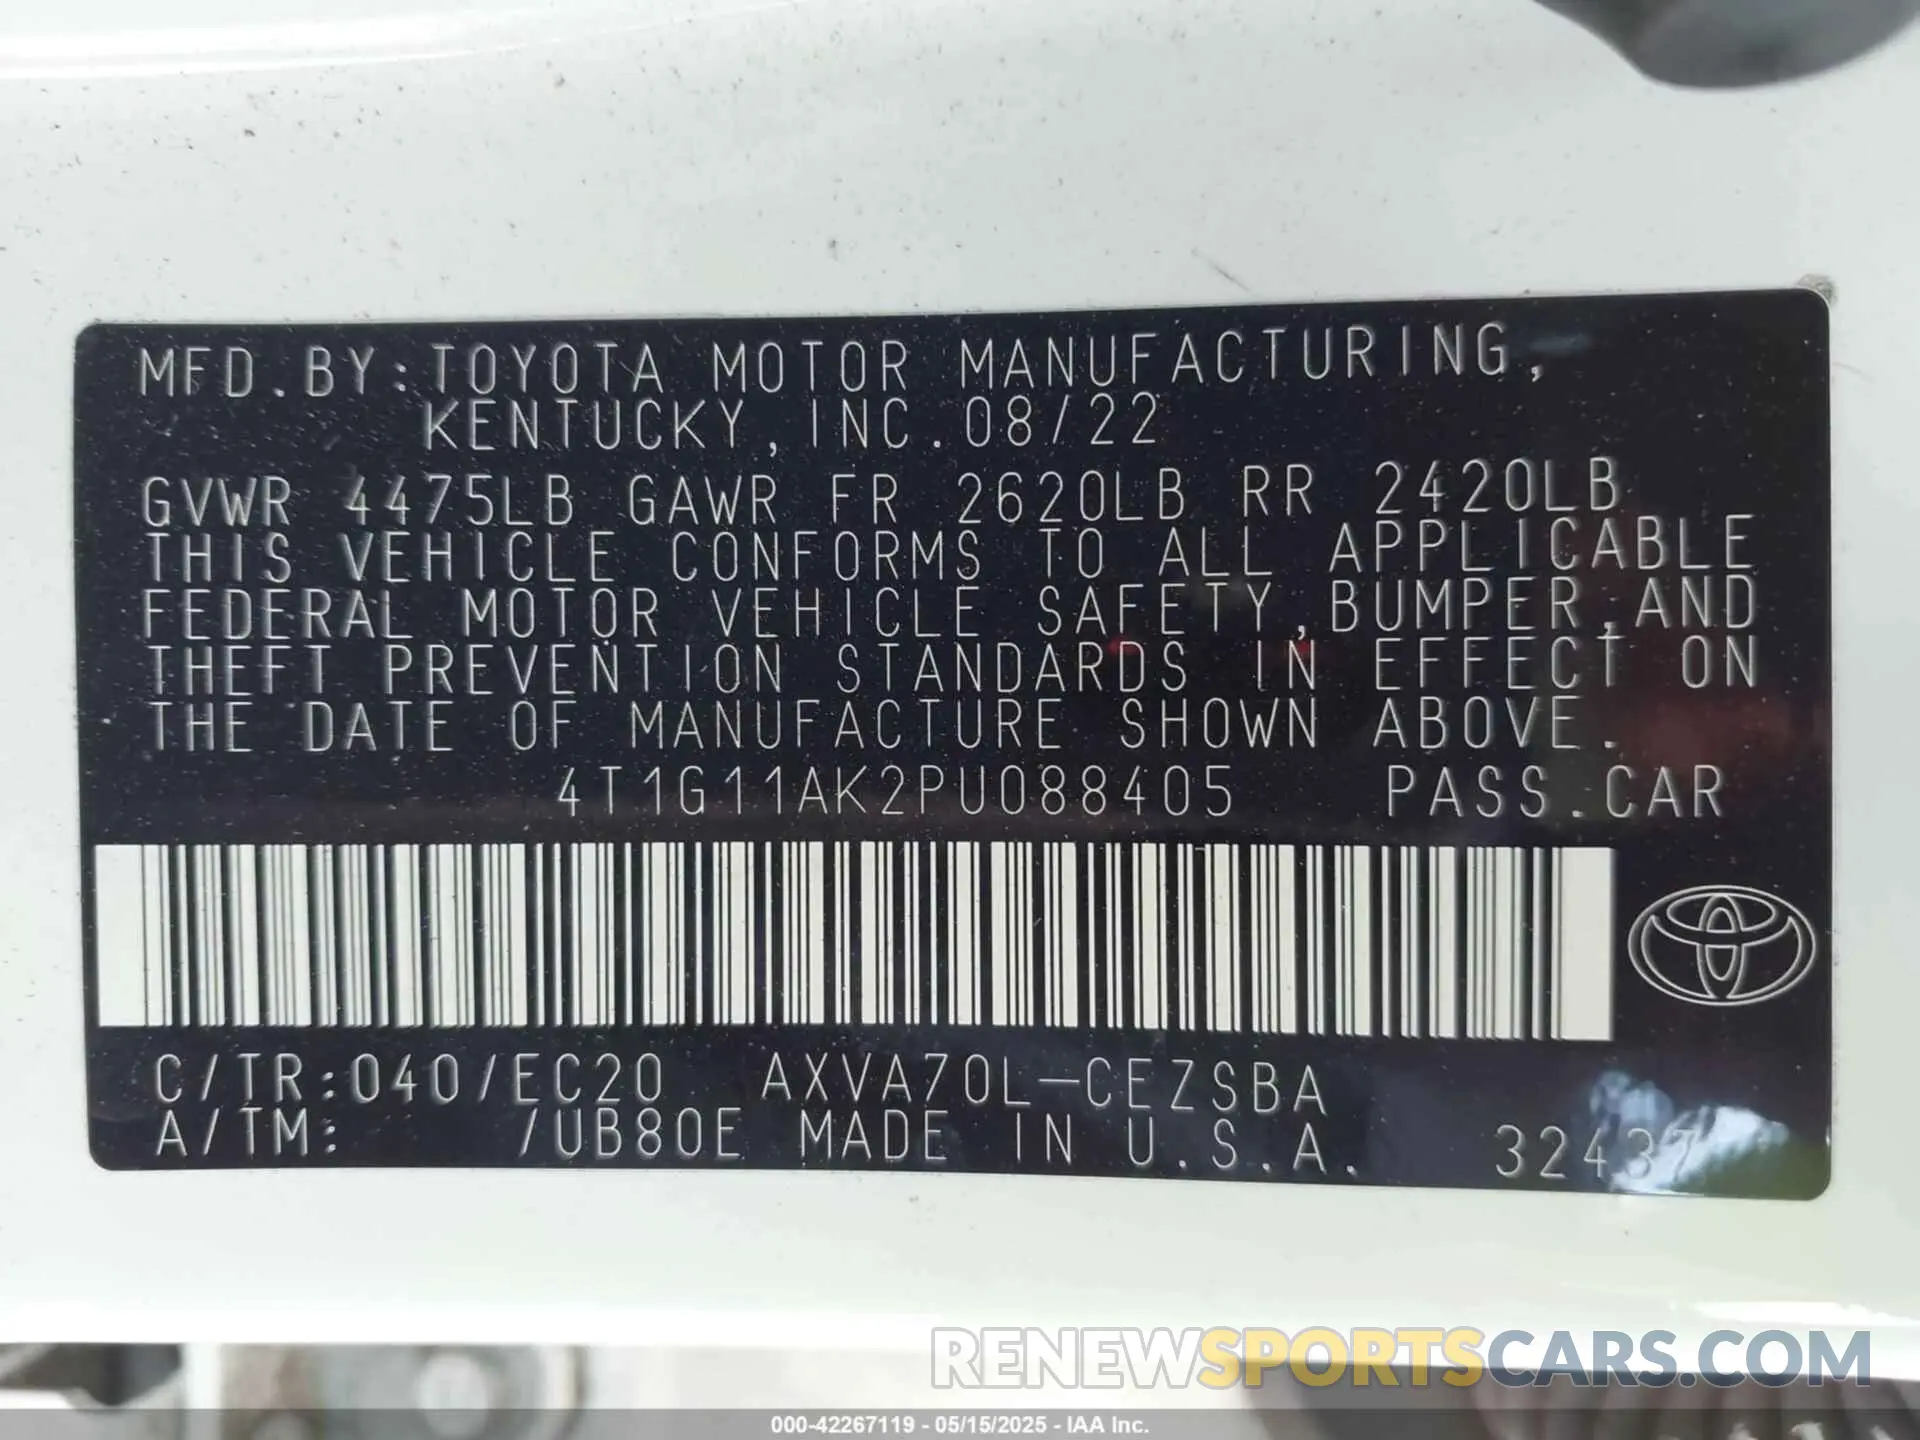 MFD.BY:TOYOTA MOTOR MANUFACTURING,
KENTUCKY,INC.08/22
GVWR 4475LB GAWR FR 2620LB RR 2420LB
THIS VEHICLE CONFORMS TO ALL APPLICABLE
FEDERAL MOTOR VEHICLE SAFETY,BUMPER,AND
THEFT PREVENTION STANDARDS IN EFFECT ON
THE DATE OF MANUFACTURE SHOWN ABOVE.
4T1G11AK2PU088405 PASS.CAR
C/TR:040/EC20 AXVA70L-CEZSBA
A/TM: /UB80E MADE IN U.S.A. 32437
RENEWSPORTSCARS.COM
000-42267119 - 05/15/2025 - IAA Inc.